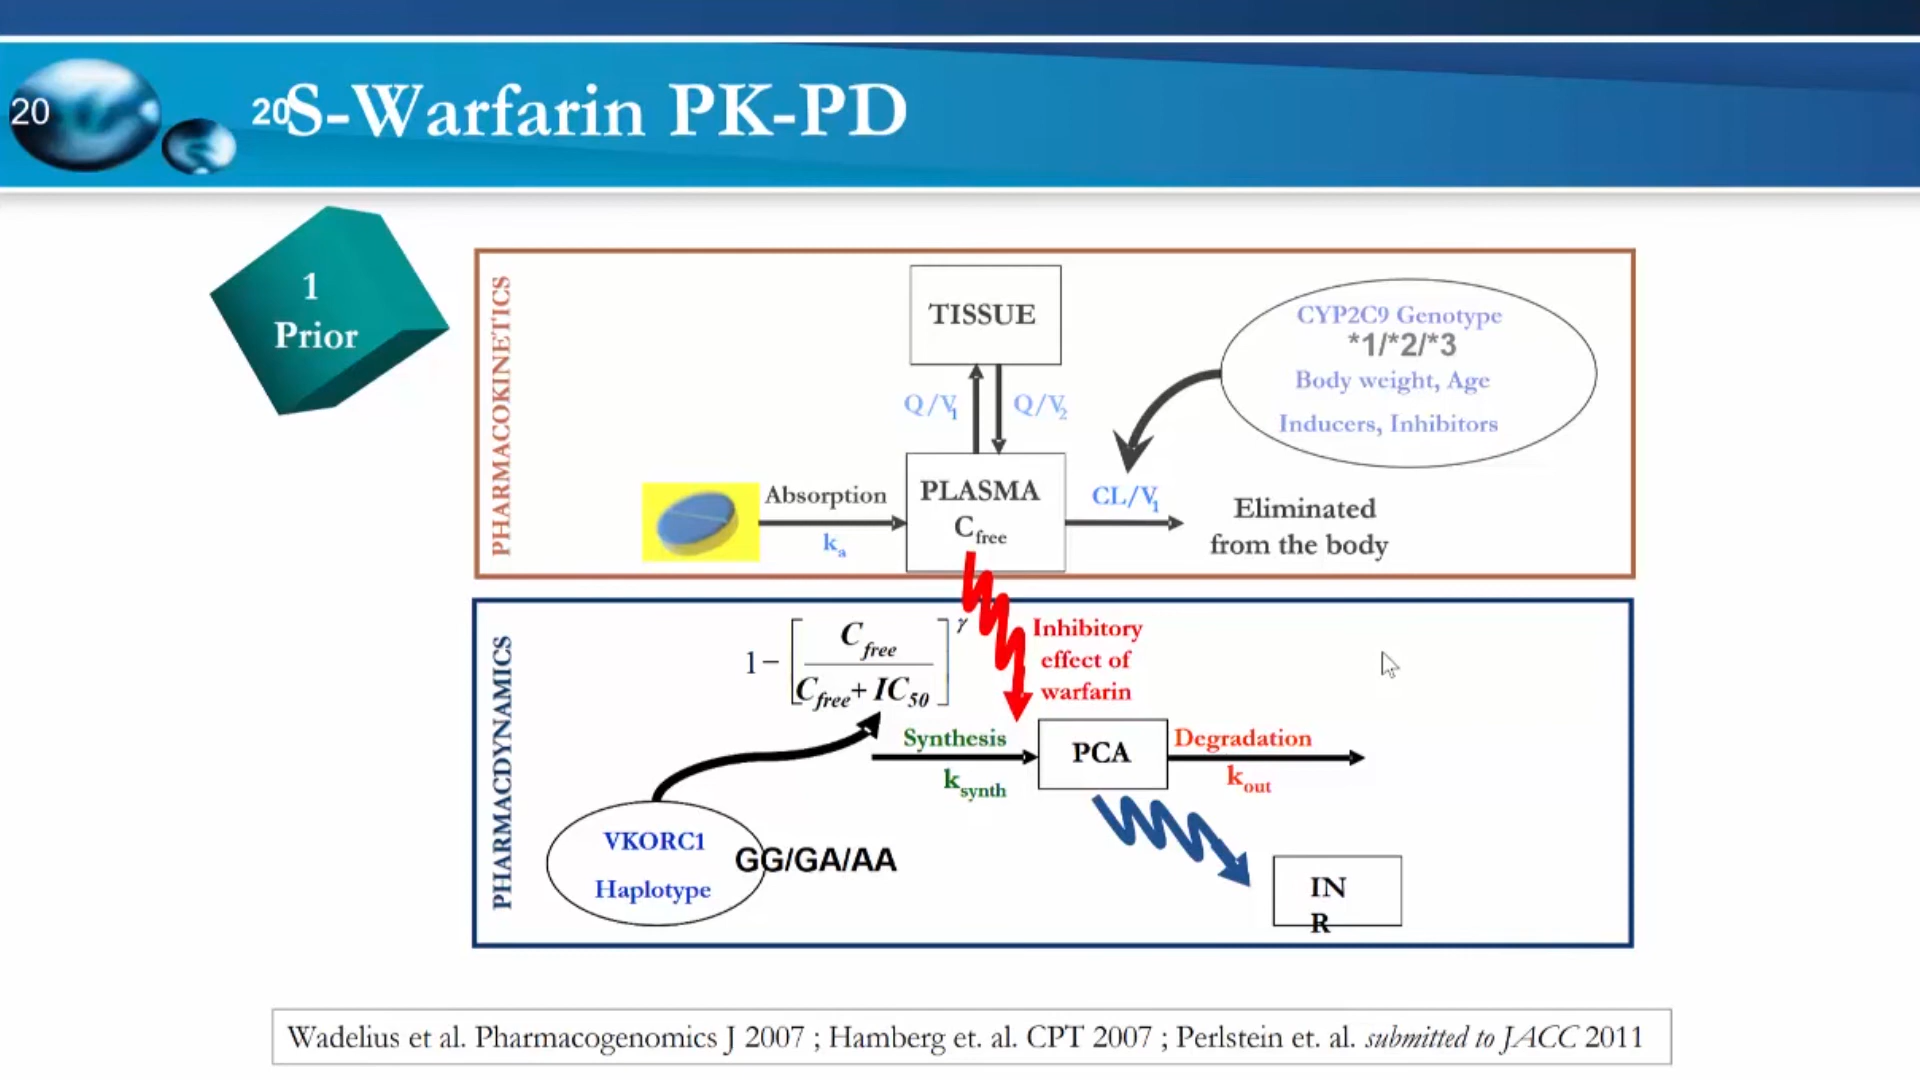 20
20S-Warfarin PK-PD
1
Prior
PHARMACOKINETICS
TISSUE
CYP2C9 Genotype
*1/*2/*3
Body weight, Age
Inducers, Inhibitors
Q/V1
Q/V2
Absorption
ka
PLASMA
Cfree
CL/V1
Eliminated
from the body
PHARMACDYNAMICS
1 − [Cfree / Cfree + IC50]γ
Inhibitory
effect of
warfarin
Synthesis
ksynth
PCA
Degradation
kout
VKORC1
Haplotype
GG/GA/AA
IN
R
Wadelius et al. Pharmacogenomics J 2007 ; Hamberg et. al. CPT 2007 ; Perlstein et. al. submitted to JACC 2011